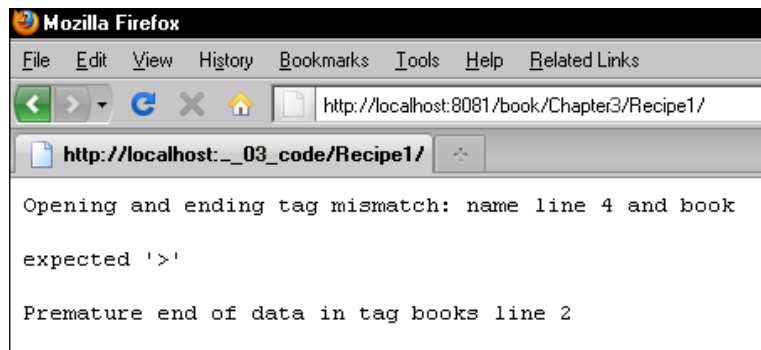 Mozilla Firefox
File Edit View History Bookmarks Tools Help Related Links
http://localhost:8081/book/Chapter3/Recipe1/
http://localhost:.._03_code/Recipe1/
Opening and ending tag mismatch: name line 4 and book
expected '>'
Premature end of data in tag books line 2